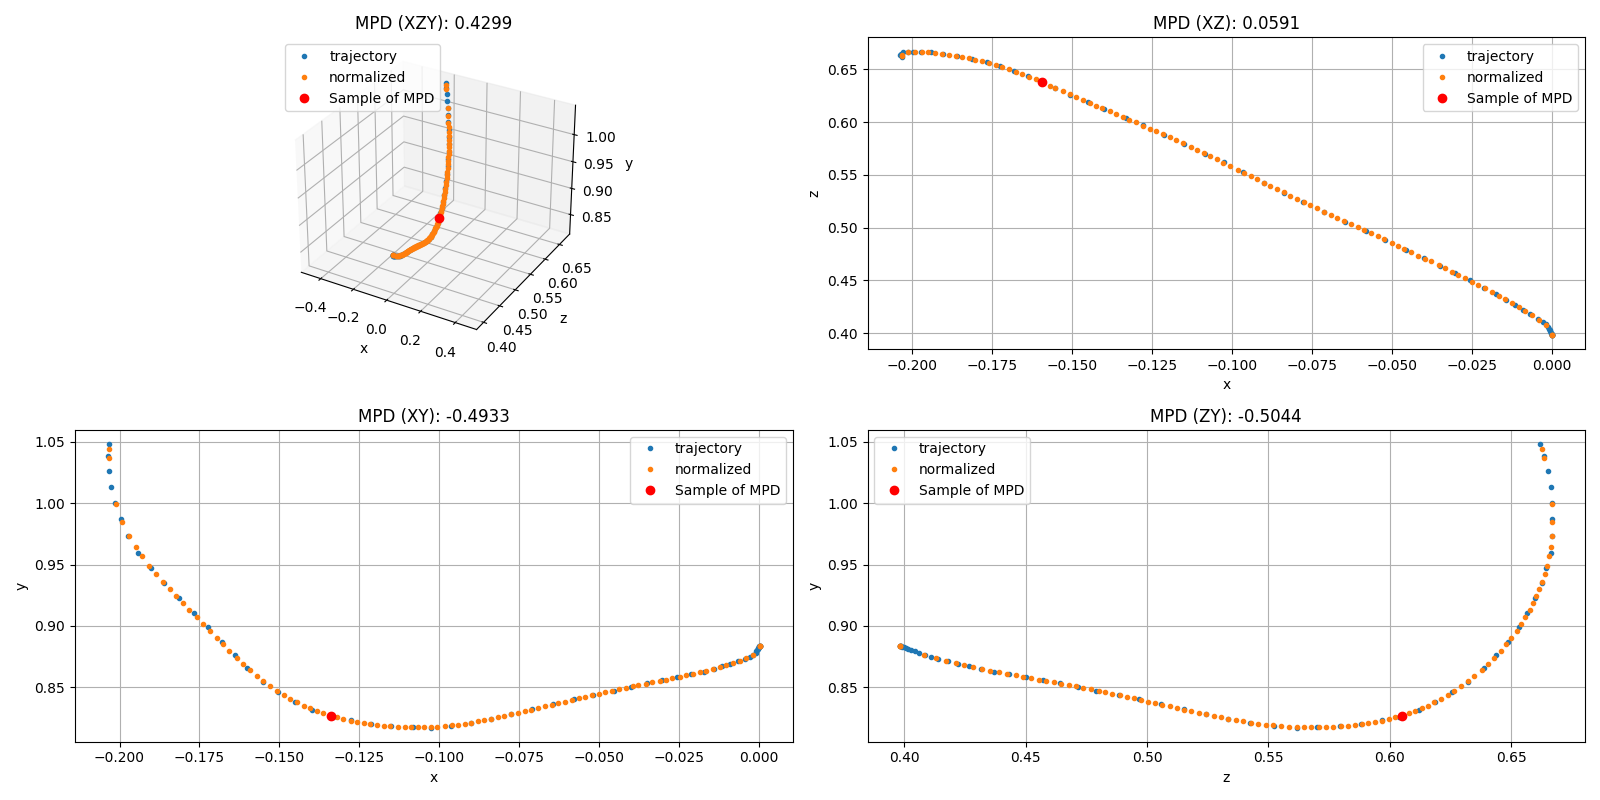 MPD (XZY): 0.4299
trajectory
normalized
Sample of MPD
1.00
0.95
0.90
0.85
y
−0.4
−0.2
0.0
0.2
0.4
x
0.40
0.45
0.50
0.55
0.60
0.65
z
MPD (XZ): 0.0591
trajectory
normalized
Sample of MPD
0.65
0.60
0.55
0.50
0.45
0.40
z
−0.200 −0.175 −0.150 −0.125 −0.100 −0.075 −0.050 −0.025 0.000
x
MPD (XY): -0.4933
trajectory
normalized
Sample of MPD
1.05
1.00
0.95
0.90
0.85
y
−0.200 −0.175 −0.150 −0.125 −0.100 −0.075 −0.050 −0.025 0.000
x
MPD (ZY): -0.5044
trajectory
normalized
Sample of MPD
1.05
1.00
0.95
0.90
0.85
y
0.40 0.45 0.50 0.55 0.60 0.65
z